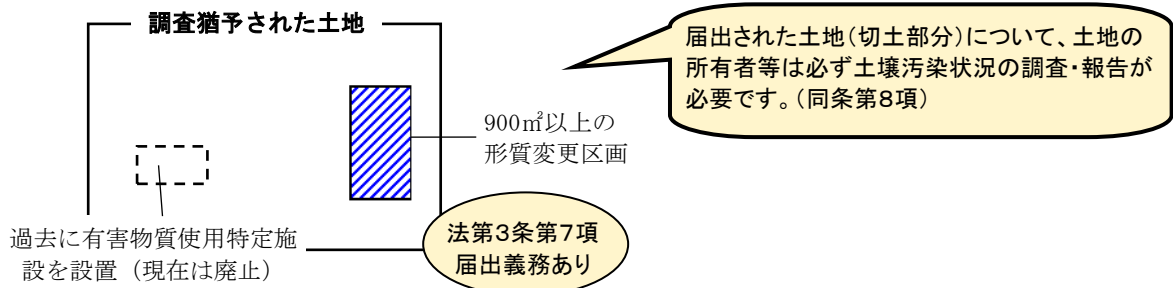 調査猶予された土地
届出された土地(切土部分)について、土地の
所有者等は必ず土壌汚染状況の調査・報告が
必要です。(同条第8項)
900㎡以上の
形質変更区画
過去に有害物質使用特定施
設を設置（現在は廃止）
法第3条第7項
届出義務あり